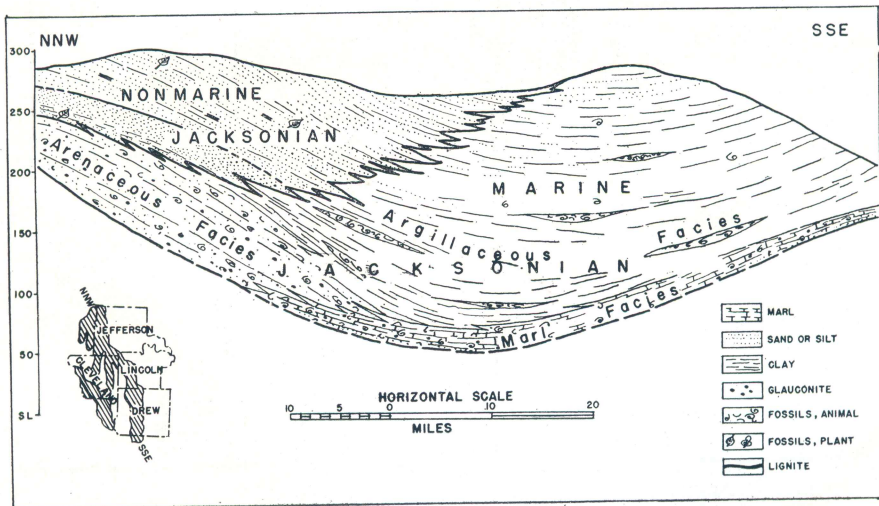 NNW
SSE
300
250
200
150
100
50
SL
NONMARINE
JACKSONIAN
MARINE
JACKSONIAN
Arenaceous Facies
Argillaceous Facies
Marl Facies
NNW
JEFFERSON
LINCOLN
CLEVELAND
DREW
SSE
HORIZONTAL SCALE
10 5 0 10 20
MILES
MARL
SAND OR SILT
CLAY
GLAUCONITE
FOSSILS, ANIMAL
FOSSILS, PLANT
LIGNITE